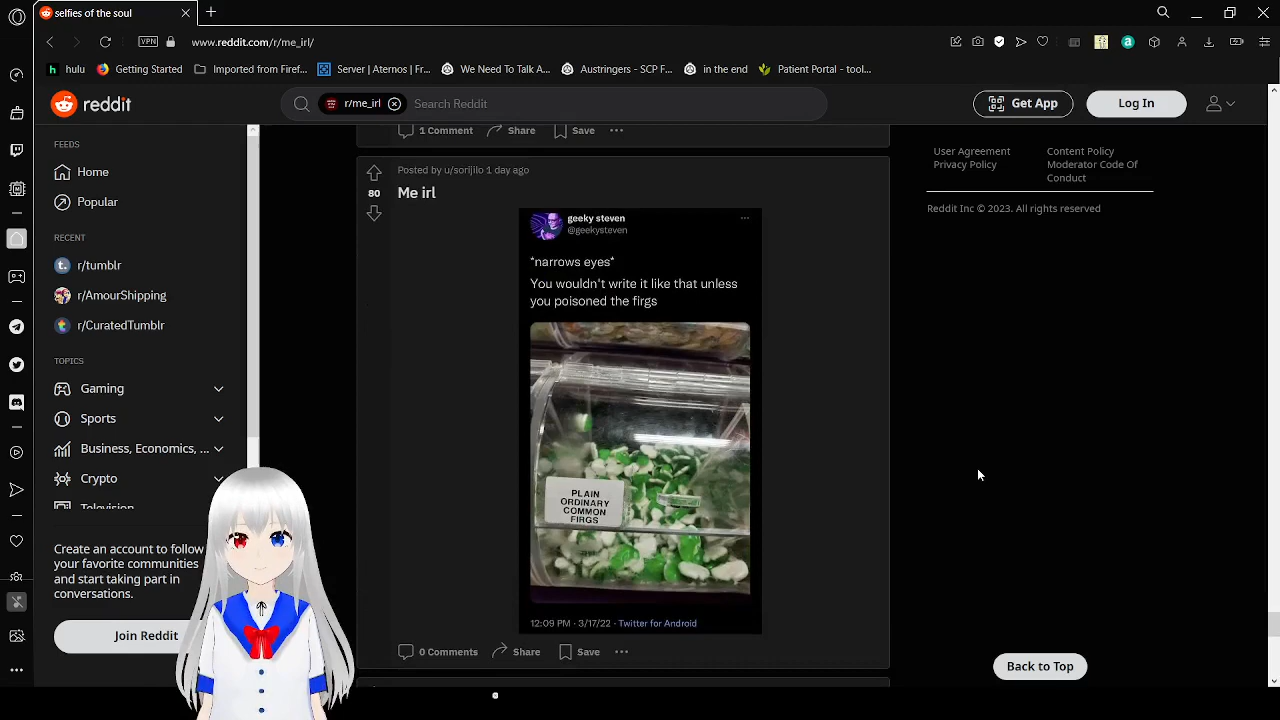 selfies of the soul
VPN
www.reddit.com/r/me_irl/
hulu
Getting Started
Imported from Firef...
Server | Aternos | Fr...
We Need To Talk A...
Austringers - SCP F...
in the end
Patient Portal - tool...
reddit
r/me_irl
Search Reddit
Get App
Log In
FEEDS
Home
Popular
RECENT
r/tumblr
r/AmourShipping
r/CuratedTumblr
TOPICS
Gaming
Sports
Business, Economics, ...
Crypto
Television
Create an account to follow
your favorite communities
and start taking part in
conversations.
Join Reddit
1 Comment
Share
Save
Posted by u/sorijilo 1 day ago
80
Me irl
geeky steven
@geekysteven
*narrows eyes*
You wouldn't write it like that unless
you poisoned the firgs
PLAIN
ORDINARY
COMMON
FIRGS
12:09 PM · 3/17/22 · Twitter for Android
0 Comments
Share
Save
User Agreement
Privacy Policy
Content Policy
Moderator Code Of
Conduct
Reddit Inc © 2023. All rights reserved
Back to Top